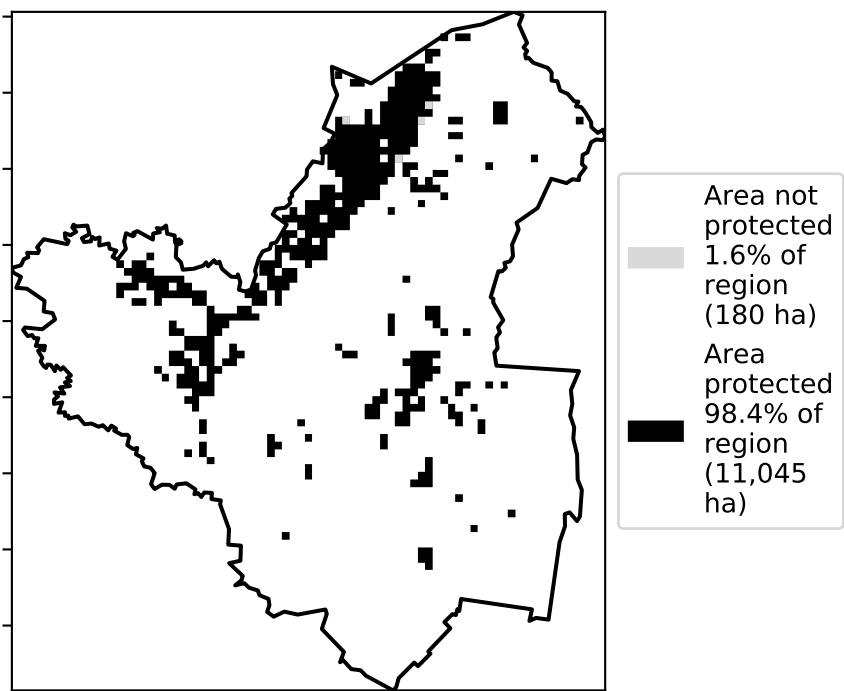 Area not
protected
1.6% of
region
(180 ha)
Area
protected
98.4% of
region
(11,045
ha)